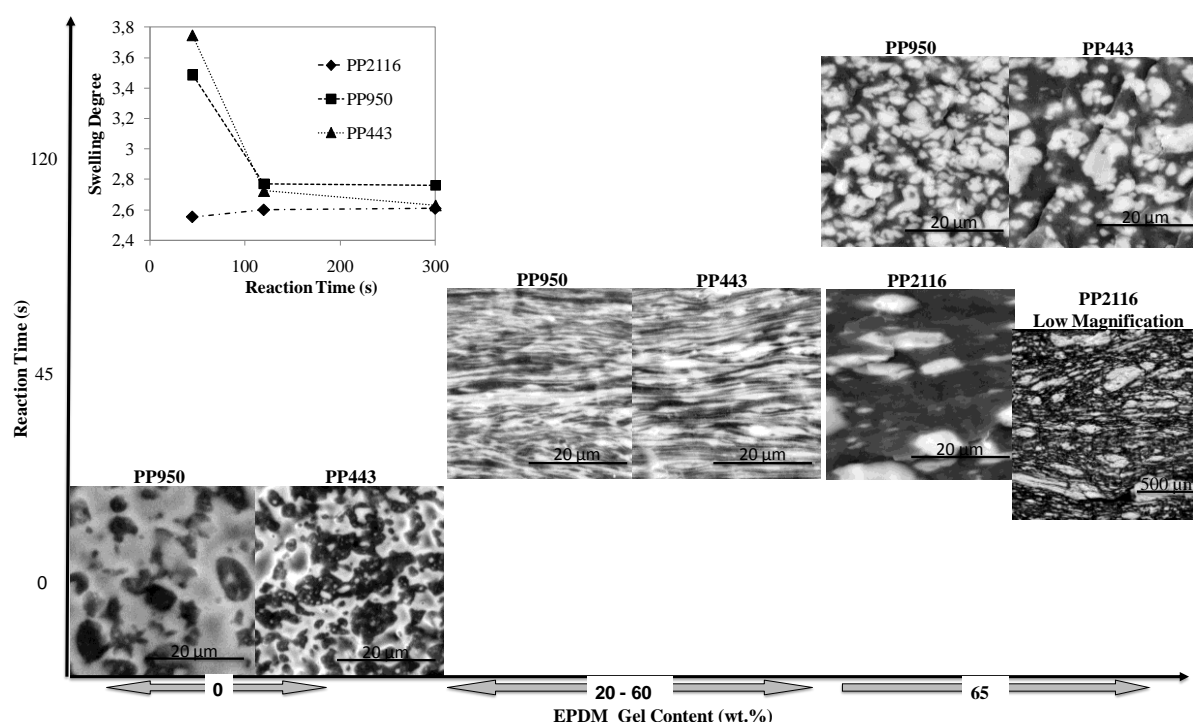 3,8
3,6
3,4
3,2
3
2,8
2,6
2,4
Swelling Degree
PP2116
PP950
PP443
0 100 200 300
Reaction Time (s)
PP950 PP443
20 µm 20 µm
120
PP950 PP443 PP2116 PP2116
Low Magnification
20 µm 20 µm 20 µm 500 µm
45
Reaction Time (s)
PP950 PP443
20 µm 20 µm
0
0 20 - 60 65
EPDM Gel Content (wt.%)